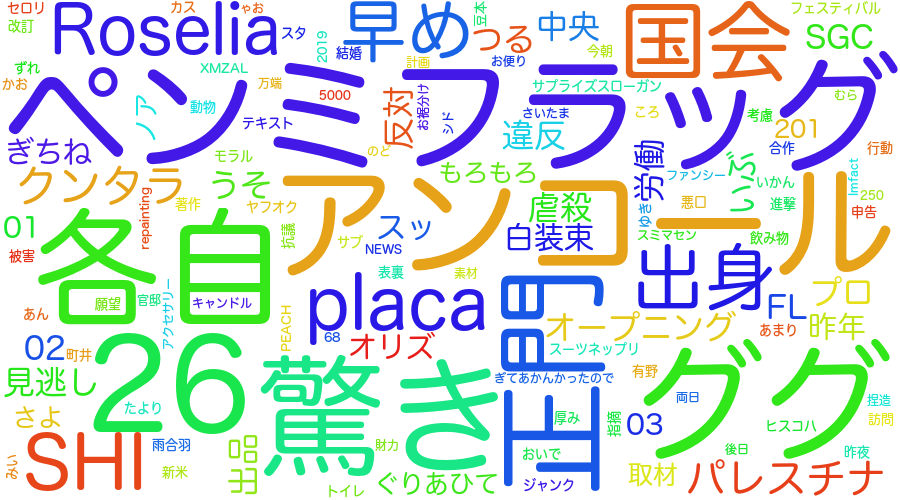 セロリ
カス
ゃお
Roselia
改訂
スタ
2019
早め
豆本
つる
中央
国会
フェスティバル
SGC
結婚
お便り
今朝
計画
ずれ
かお
XMZAL
万端
ペンミフラッグ
サプライズスローガン
むら
ノア
動物
5000
反対
お裾分け
シド
さいたま
ころ
考慮
テキスト
違反
201
合作
行動
ぎちね
モラル
のど
労働
しぃぶ
もろもろ
ファンシー
いかん
Imfact
250
クンタラ
うそ
アンコール
虐殺
悪口
進撃
申告
repainting
著作
ヤフオク
ゆき
01
各自
スッ
白装束
スミマセン
飲み物
抗議
サブ
NEWS
被害
表裏
素材
出身
官邸
願望
キャンドル
placa
正門
FL
プロ
あん
アクセサリー
PEACH
68
オープニング
あまり
昨年
02
町井
26
オリズ
スーツネップリ
見逃し
驚き
ぎてあかんかったので
有野
ググ
両日
捏造
たより
さよ
厚み
指摘
03
ヒスコハ
訪問
SHI
雨合羽
財力
おいで
後日
昨夜
みい
新米
出品
トイレ
ぐりあひて
ジャンク
取材
パレスチナ